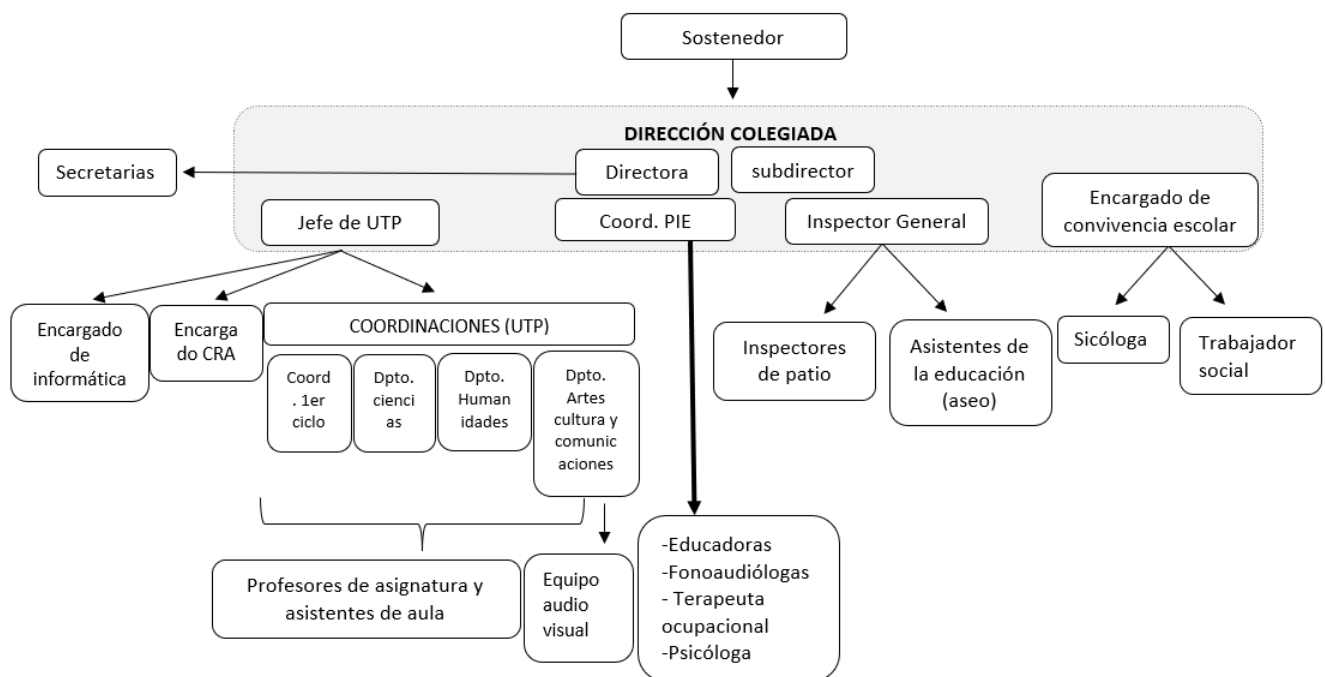 Sostenedor
DIRECCIÓN COLEGIADA
Secretarias
Directora
subdirector
Jefe de UTP
Coord. PIE
Inspector General
Encargado de
convivencia escolar
Encargado
de
informática
Encarga
do CRA
COORDINACIONES (UTP)
Coord
. 1er
ciclo
Dpto.
cienci
as
Dpto.
Human
idades
Dpto.
Artes
cultura y
comunic
aciones
Inspectores
de patio
Asistentes de
la educación
(aseo)
Sicóloga
Trabajador
social
Profesores de asignatura y
asistentes de aula
Equipo
audio
visual
-Educadoras
-Fonoaudiólogas
- Terapeuta
ocupacional
-Psicóloga